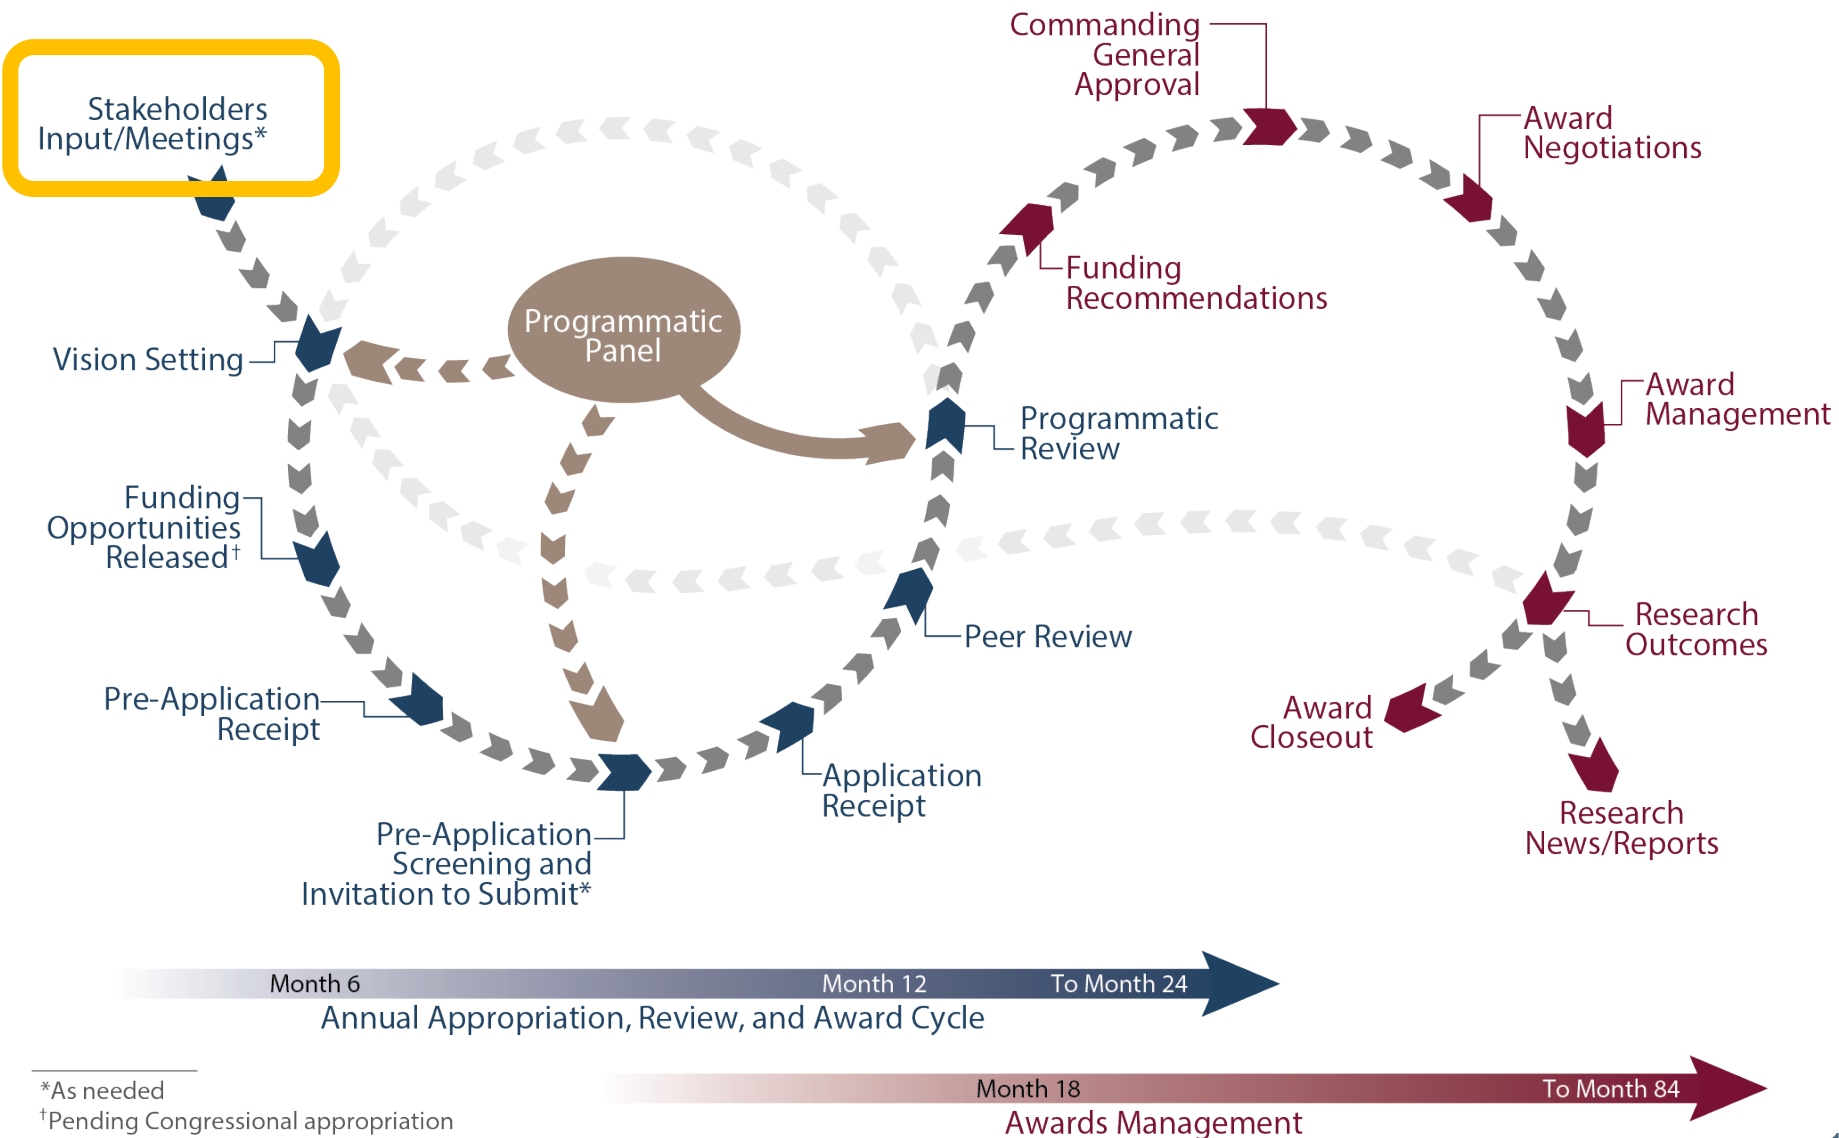 Stakeholders
Input/Meetings*
Commanding
General
Approval
Award
Negotiations
Funding
Recommendations
Programmatic
Panel
Vision Setting
Programmatic
Review
Award
Management
Funding
Opportunities
Released†
Peer Review
Research
Outcomes
Pre-Application
Receipt
Award
Closeout
Application
Receipt
Research
News/Reports
Pre-Application
Screening and
Invitation to Submit*
Month 6
Month 12
To Month 24
Annual Appropriation, Review, and Award Cycle
Month 18
To Month 84
Awards Management
*As needed
†Pending Congressional appropriation